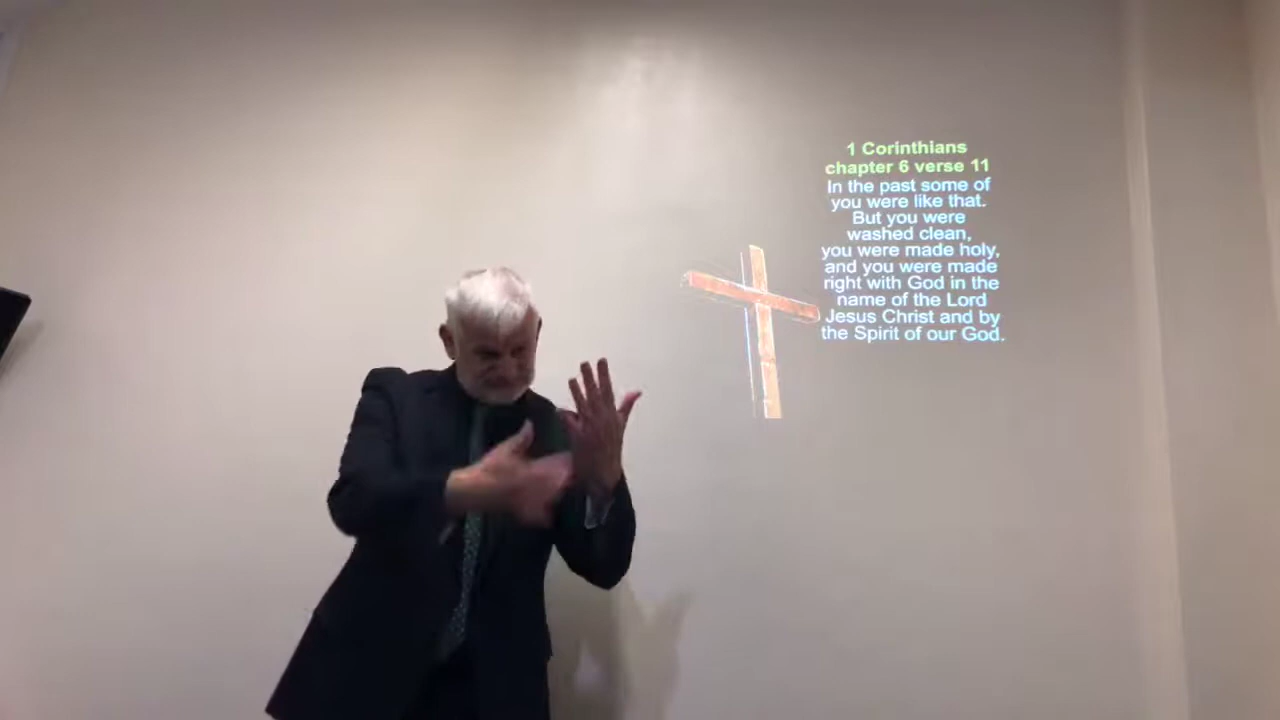 1 Corinthians
chapter 6 verse 11
In the past some of
you were like that.
But you were
washed clean,
you were made holy,
and you were made
right with God in the
name of the Lord
Jesus Christ and by
the Spirit of our God.